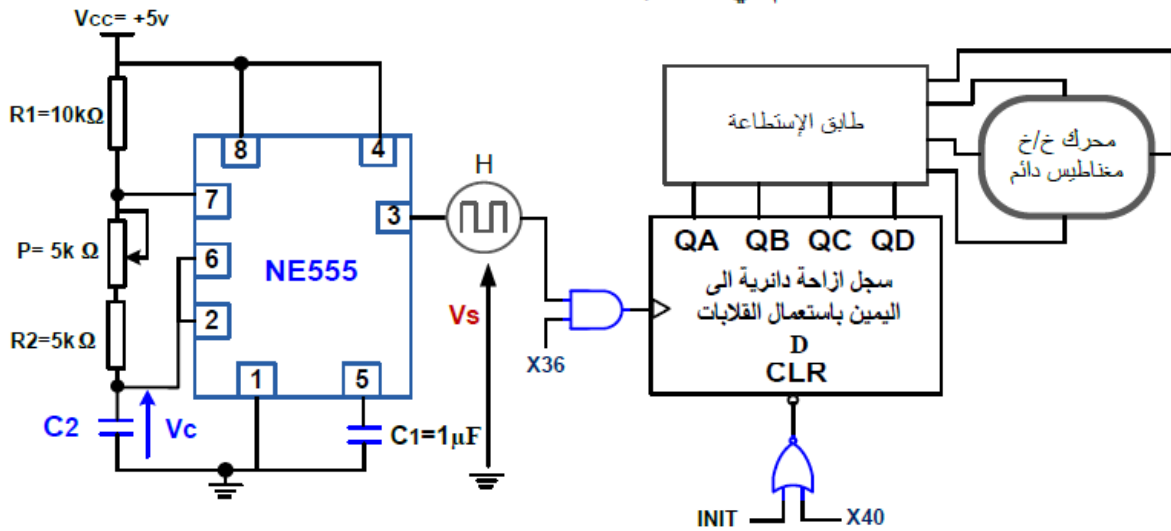 Vcc= +5v
R1=10kΩ
P= 5k Ω
R2=5k Ω
C2
Vc
8
4
7
3
6
NE555
2
1
5
C1=1µF
H
Vs
X36
طابق الإستطاعة
محرك خ/خ
مغناطيس دائم
QA QB QC QD
سجل ازاحة دائرية الى
اليمين باستعمال القلابات
D
CLR
INIT
X40